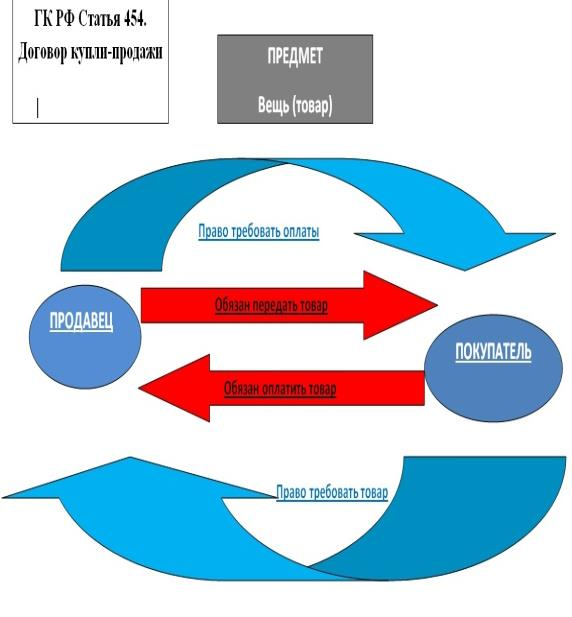 ГК РФ Статья 454.
Договор купли-продажи
ПРЕДМЕТ
Вещь (товар)
Право требовать оплаты
Обязан передать товар
ПРОДАВЕЦ
ПОКУПАТЕЛЬ
Обязан оплатить товар
Право требовать товар